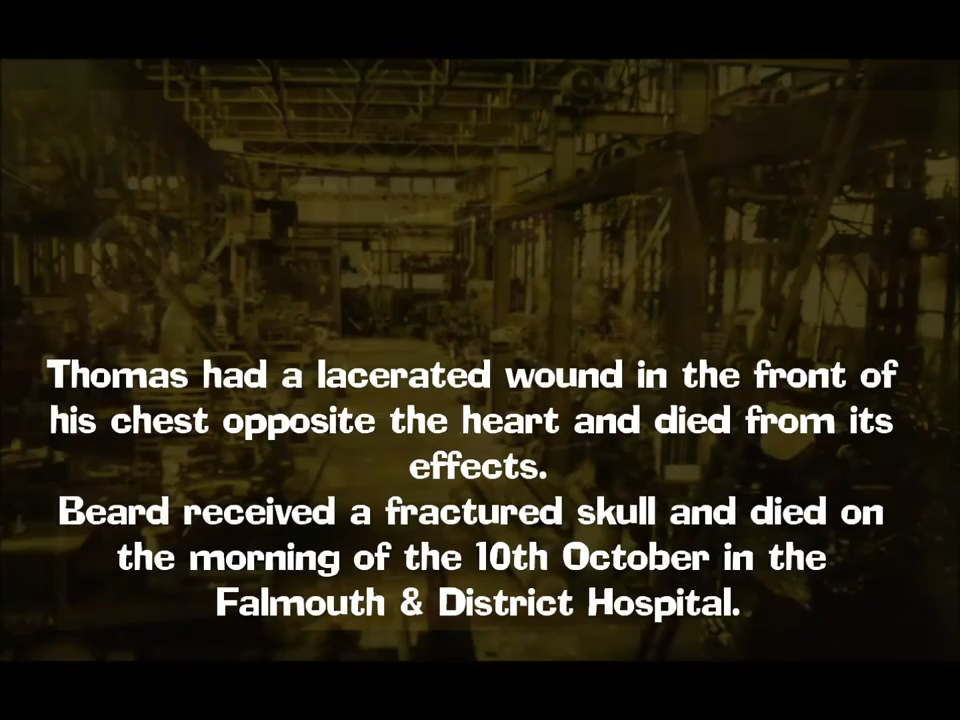 Thomas had a lacerated wound in the front of
his chest opposite the heart and died from its
effects.
Beard received a fractured skull and died on
the morning of the 10th October in the
Falmouth & District Hospital.